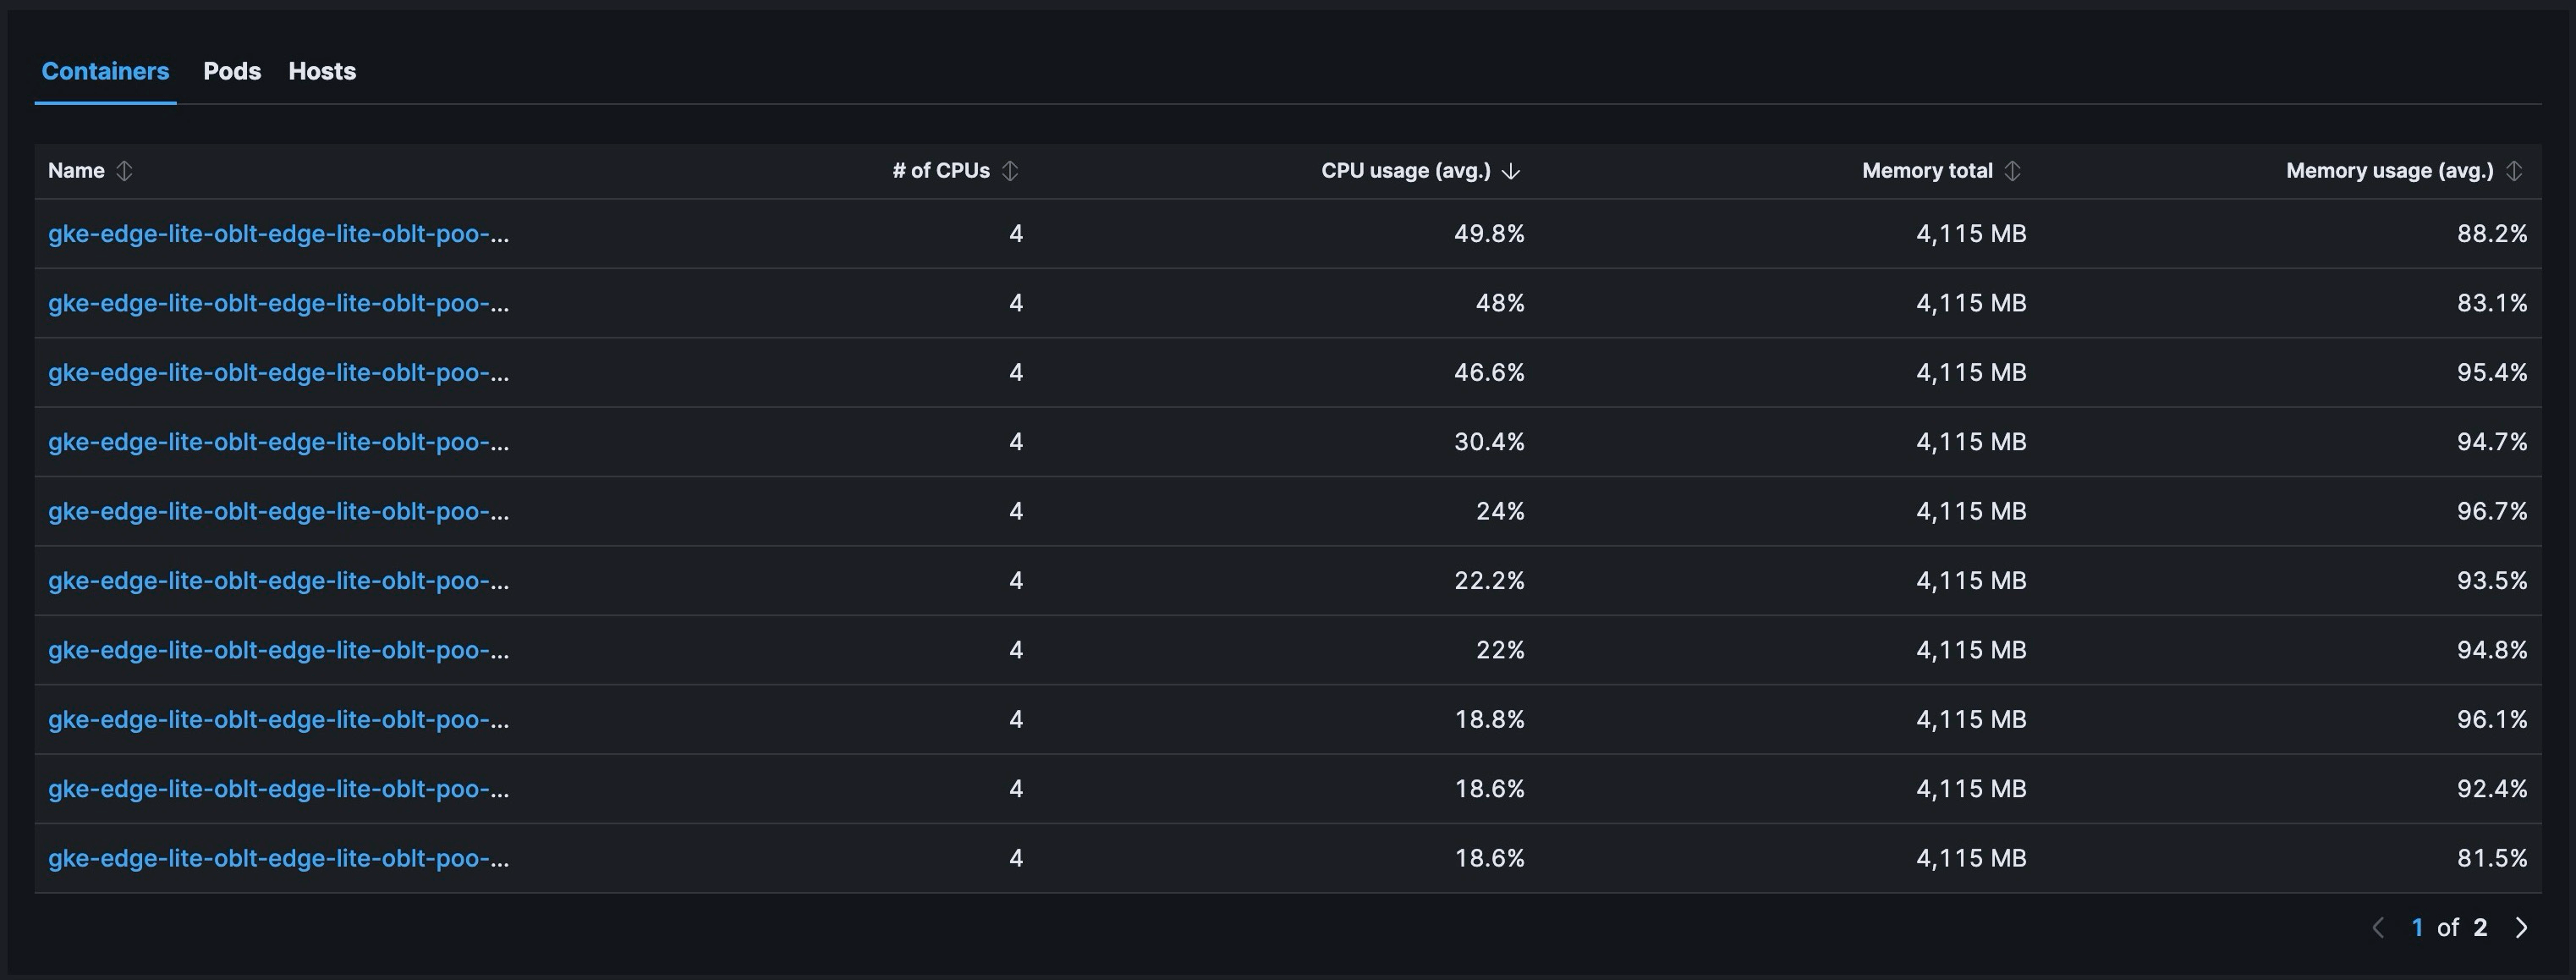 Containers Pods Hosts
Name # of CPUs CPU usage (avg.) Memory total Memory usage (avg.)
gke-edge-lite-oblt-edge-lite-oblt-poo-... 4 49.8% 4,115 MB 88.2%
gke-edge-lite-oblt-edge-lite-oblt-poo-... 4 48% 4,115 MB 83.1%
gke-edge-lite-oblt-edge-lite-oblt-poo-... 4 46.6% 4,115 MB 95.4%
gke-edge-lite-oblt-edge-lite-oblt-poo-... 4 30.4% 4,115 MB 94.7%
gke-edge-lite-oblt-edge-lite-oblt-poo-... 4 24% 4,115 MB 96.7%
gke-edge-lite-oblt-edge-lite-oblt-poo-... 4 22.2% 4,115 MB 93.5%
gke-edge-lite-oblt-edge-lite-oblt-poo-... 4 22% 4,115 MB 94.8%
gke-edge-lite-oblt-edge-lite-oblt-poo-... 4 18.8% 4,115 MB 96.1%
gke-edge-lite-oblt-edge-lite-oblt-poo-... 4 18.6% 4,115 MB 92.4%
gke-edge-lite-oblt-edge-lite-oblt-poo-... 4 18.6% 4,115 MB 81.5%
1 of 2